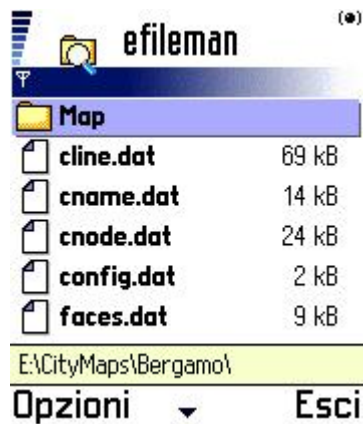 efileman
Map
cline.dat 69 kB
cname.dat 14 kB
cnode.dat 24 kB
config.dat 2 kB
faces.dat 9 kB
E:\CityMaps\Bergamo\
Opzioni Esci